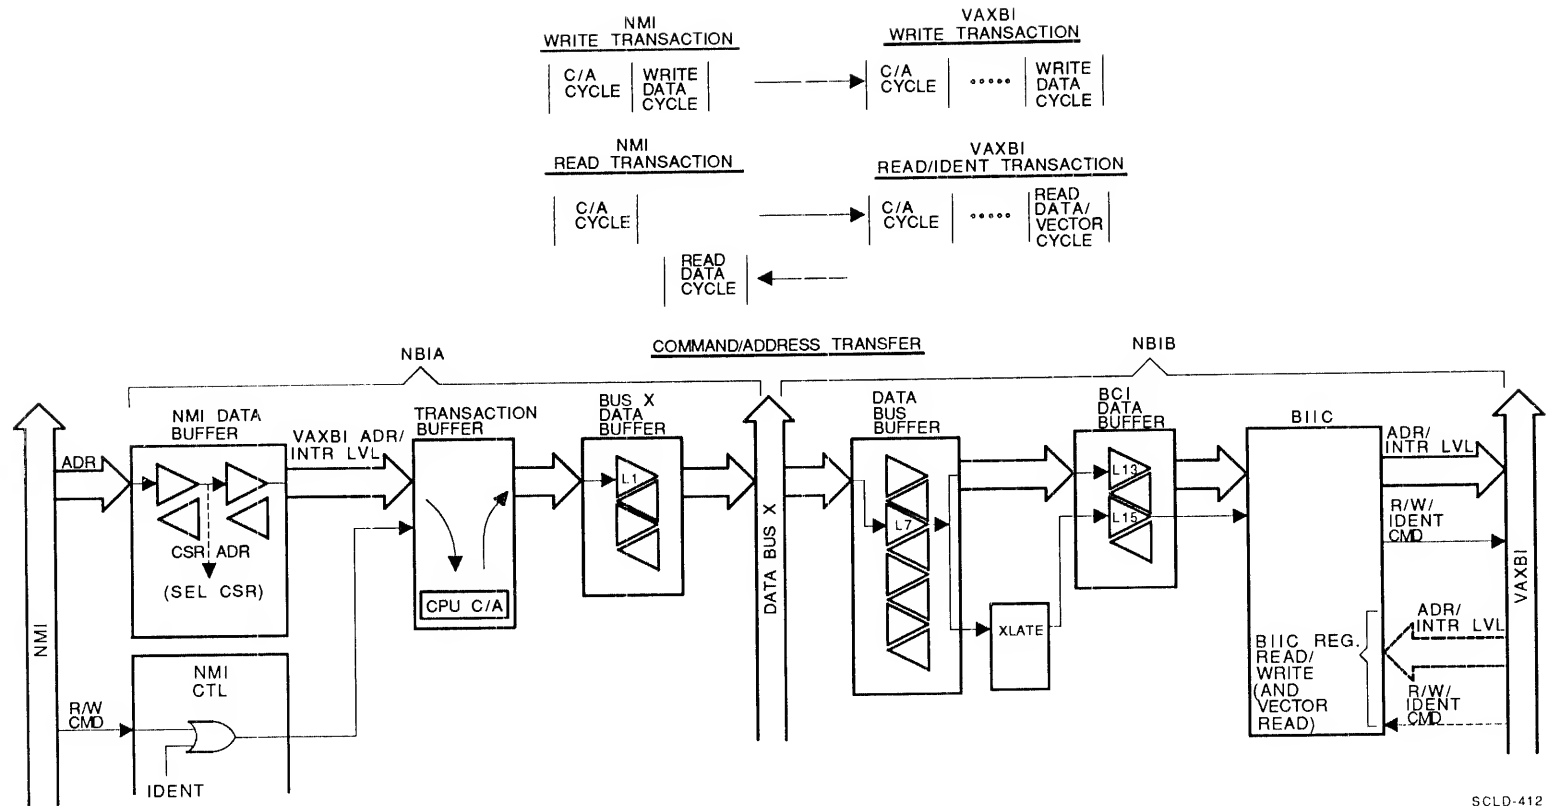 NMI
WRITE TRANSACTION
C/A
CYCLE
WRITE
DATA
CYCLE
VAXBI
WRITE TRANSACTION
C/A
CYCLE
.....
WRITE
DATA
CYCLE
NMI
READ TRANSACTION
C/A
CYCLE
VAXBI
READ/IDENT TRANSACTION
C/A
CYCLE
.....
READ
DATA/
VECTOR
CYCLE
READ
DATA
CYCLE
COMMAND/ADDRESS TRANSFER
NBIA
NBIB
NMI
ADR
NMI DATA
BUFFER
CSR ADR
(SEL CSR)
VAXBI ADR/
INTR LVL
TRANSACTION
BUFFER
CPU C/A
BUS X
DATA
BUFFER
L1
DATA BUS X
DATA
BUS
BUFFER
L7
XLATE
BCI
DATA
BUFFER
L13
L15
BIIC
ADR/
INTR LVL
R/W/
IDENT
CMD
VAXBI
ADR/
INTR LVL
BIIC REG.
READ/
WRITE
(AND
VECTOR
READ)
R/W/
IDENT
CMD
NMI
CTL
R/W
CMD
IDENT
SCLD-412